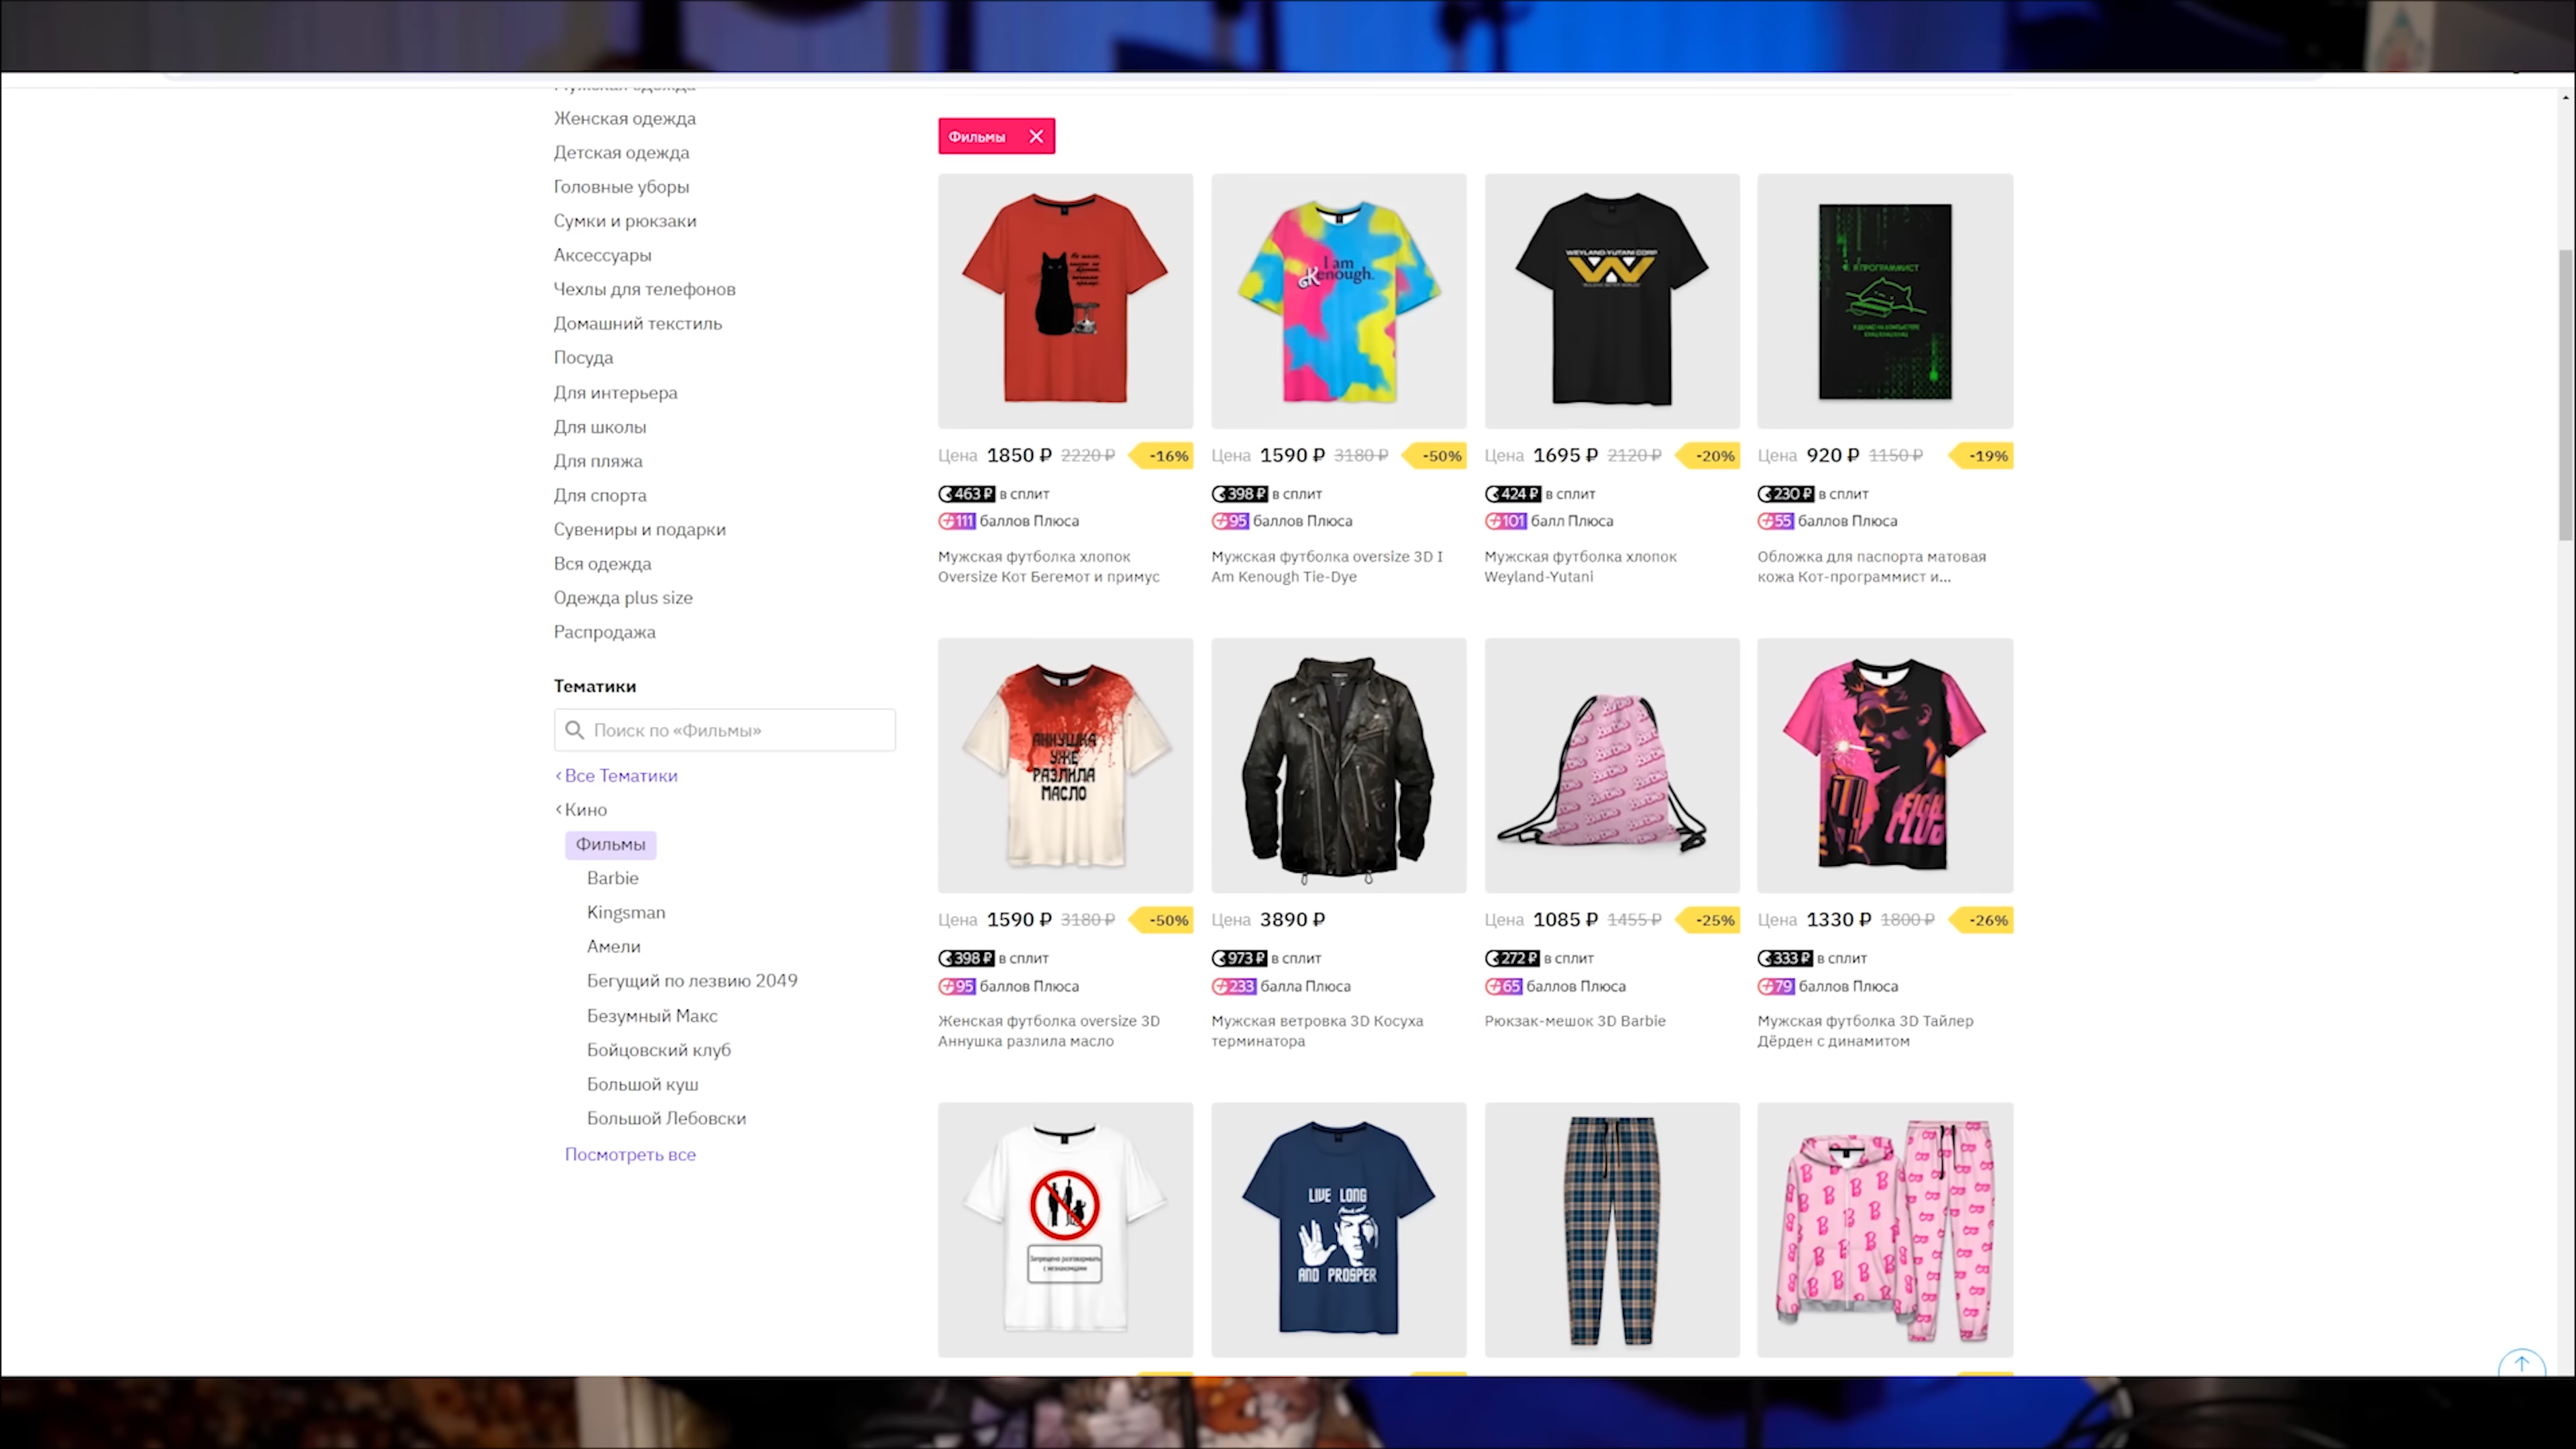 Мужская одежда
Женская одежда
Детская одежда
Головные уборы
Сумки и рюкзаки
Аксессуары
Чехлы для телефонов
Домашний текстиль
Посуда
Для интерьера
Для школы
Для пляжа
Для спорта
Сувениры и подарки
Вся одежда
Одежда plus size
Распродажа
Тематики
Поиск по «Фильмы»
Все Тематики
Кино
Фильмы
Barbie
Kingsman
Амели
Бегущий по лезвию 2049
Безумный Макс
Бойцовский клуб
Большой куш
Большой Лебовски
Посмотреть все
Фильмы
I am
Kenough.
WEYLAND-YUTANI CORP
Я ПРОГРАММИСТ
Цена 1850 ₽ 2220 ₽ -16%
463 ₽ в сплит
111 баллов Плюса
Мужская футболка хлопок
Oversize Кот Бегемот и примус
Цена 1590 ₽ 3180 ₽ -50%
398 ₽ в сплит
95 баллов Плюса
Мужская футболка oversize 3D I
Am Kenough Tie-Dye
Цена 1695 ₽ 2120 ₽ -20%
424 ₽ в сплит
101 балл Плюса
Мужская футболка хлопок
Weyland-Yutani
Цена 920 ₽ 1150 ₽ -19%
230 ₽ в сплит
55 баллов Плюса
Обложка для паспорта матовая
кожа Кот-программист и...
АННУШКА
УЖЕ
РАЗЛИЛА
МАСЛО
Barbie
FIGHT
CLUB
Цена 1590 ₽ 3180 ₽ -50%
398 ₽ в сплит
95 баллов Плюса
Женская футболка oversize 3D
Аннушка разлила масло
Цена 3890 ₽
973 ₽ в сплит
233 балла Плюса
Мужская ветровка 3D Косуха
терминатора
Цена 1085 ₽ 1455 ₽ -25%
272 ₽ в сплит
65 баллов Плюса
Рюкзак-мешок 3D Barbie
Цена 1330 ₽ 1800 ₽ -26%
333 ₽ в сплит
79 баллов Плюса
Мужская футболка 3D Тайлер
Дёрден с динамитом
Запрещено разговаривать
с незнакомцами
LIVE LONG
AND PROSPER